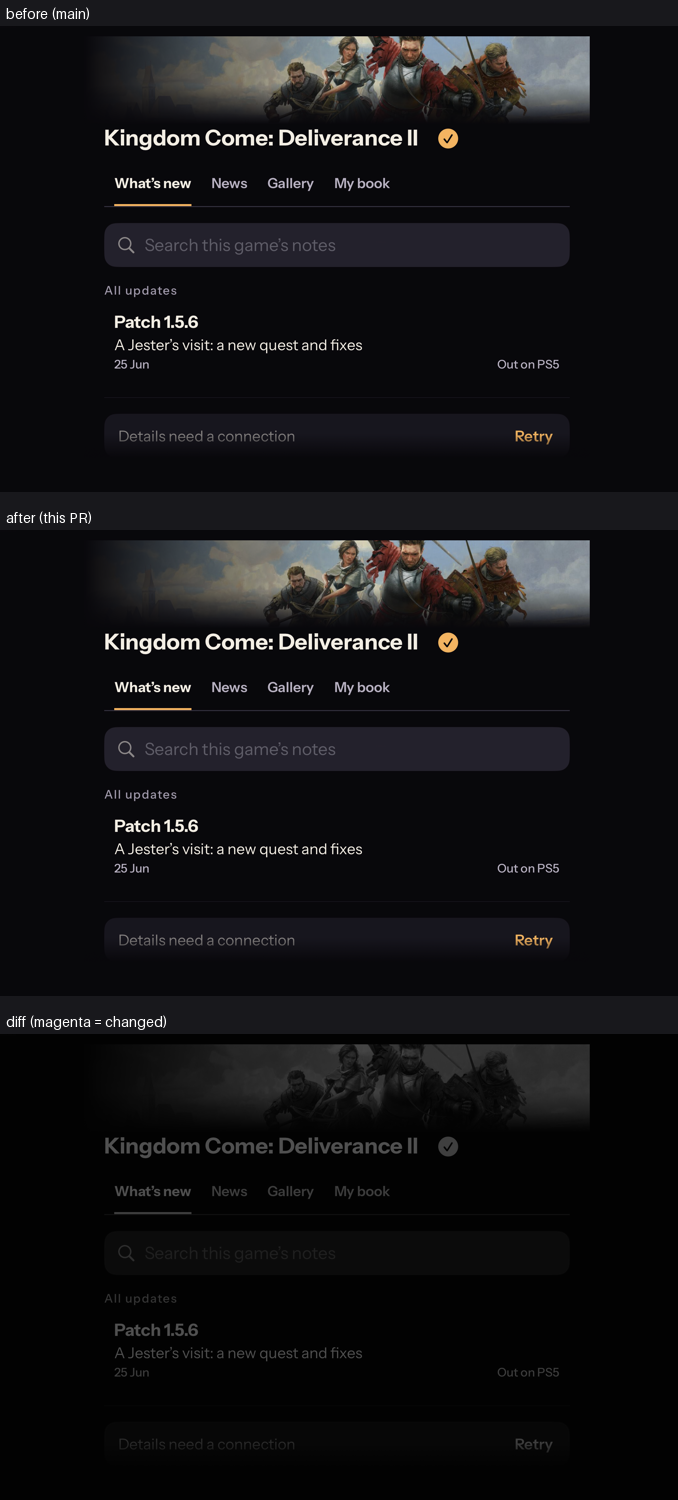 before (main)
Kingdom Come: Deliverance II
What's new News Gallery My book
Search this game's notes
All updates
Patch 1.5.6
A Jester's visit: a new quest and fixes
25 Jun Out on PS5
Details need a connection Retry
after (this PR)
Kingdom Come: Deliverance II
What's new News Gallery My book
Search this game's notes
All updates
Patch 1.5.6
A Jester's visit: a new quest and fixes
25 Jun Out on PS5
Details need a connection Retry
diff (magenta = changed)
Kingdom Come: Deliverance II
What's new News Gallery My book
Search this game's notes
All updates
Patch 1.5.6
A Jester's visit: a new quest and fixes
25 Jun Out on PS5
Details need a connection Retry